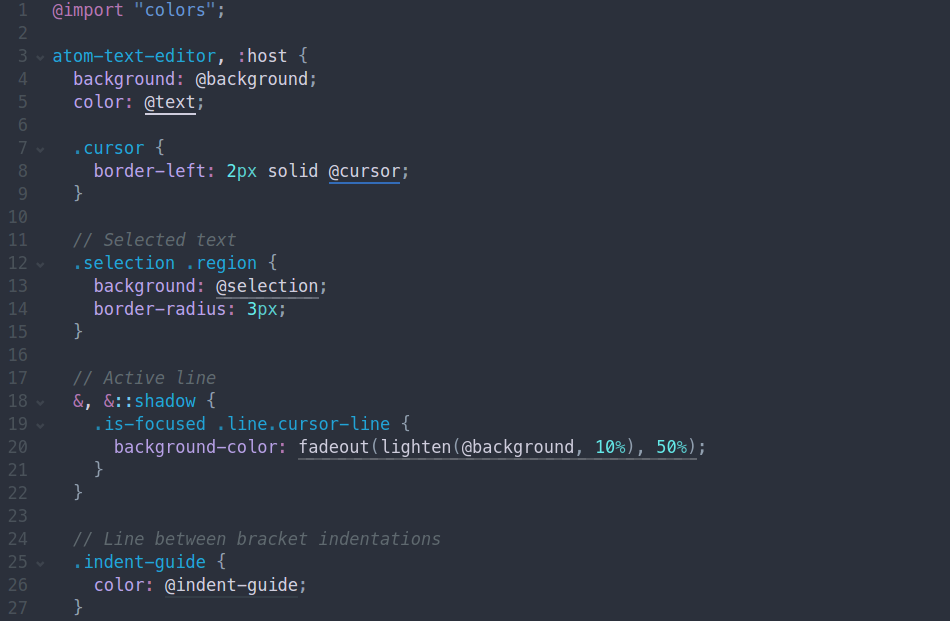 1 @import "colors";
2
3 atom-text-editor, :host {
4 background: @background;
5 color: @text;
6
7 .cursor {
8 border-left: 2px solid @cursor;
9 }
10
11 // Selected text
12 .selection .region {
13 background: @selection;
14 border-radius: 3px;
15 }
16
17 // Active line
18 &, &::shadow {
19 .is-focused .line.cursor-line {
20 background-color: fadeout(lighten(@background, 10%), 50%);
21 }
22 }
23
24 // Line between bracket indentations
25 .indent-guide {
26 color: @indent-guide;
27 }